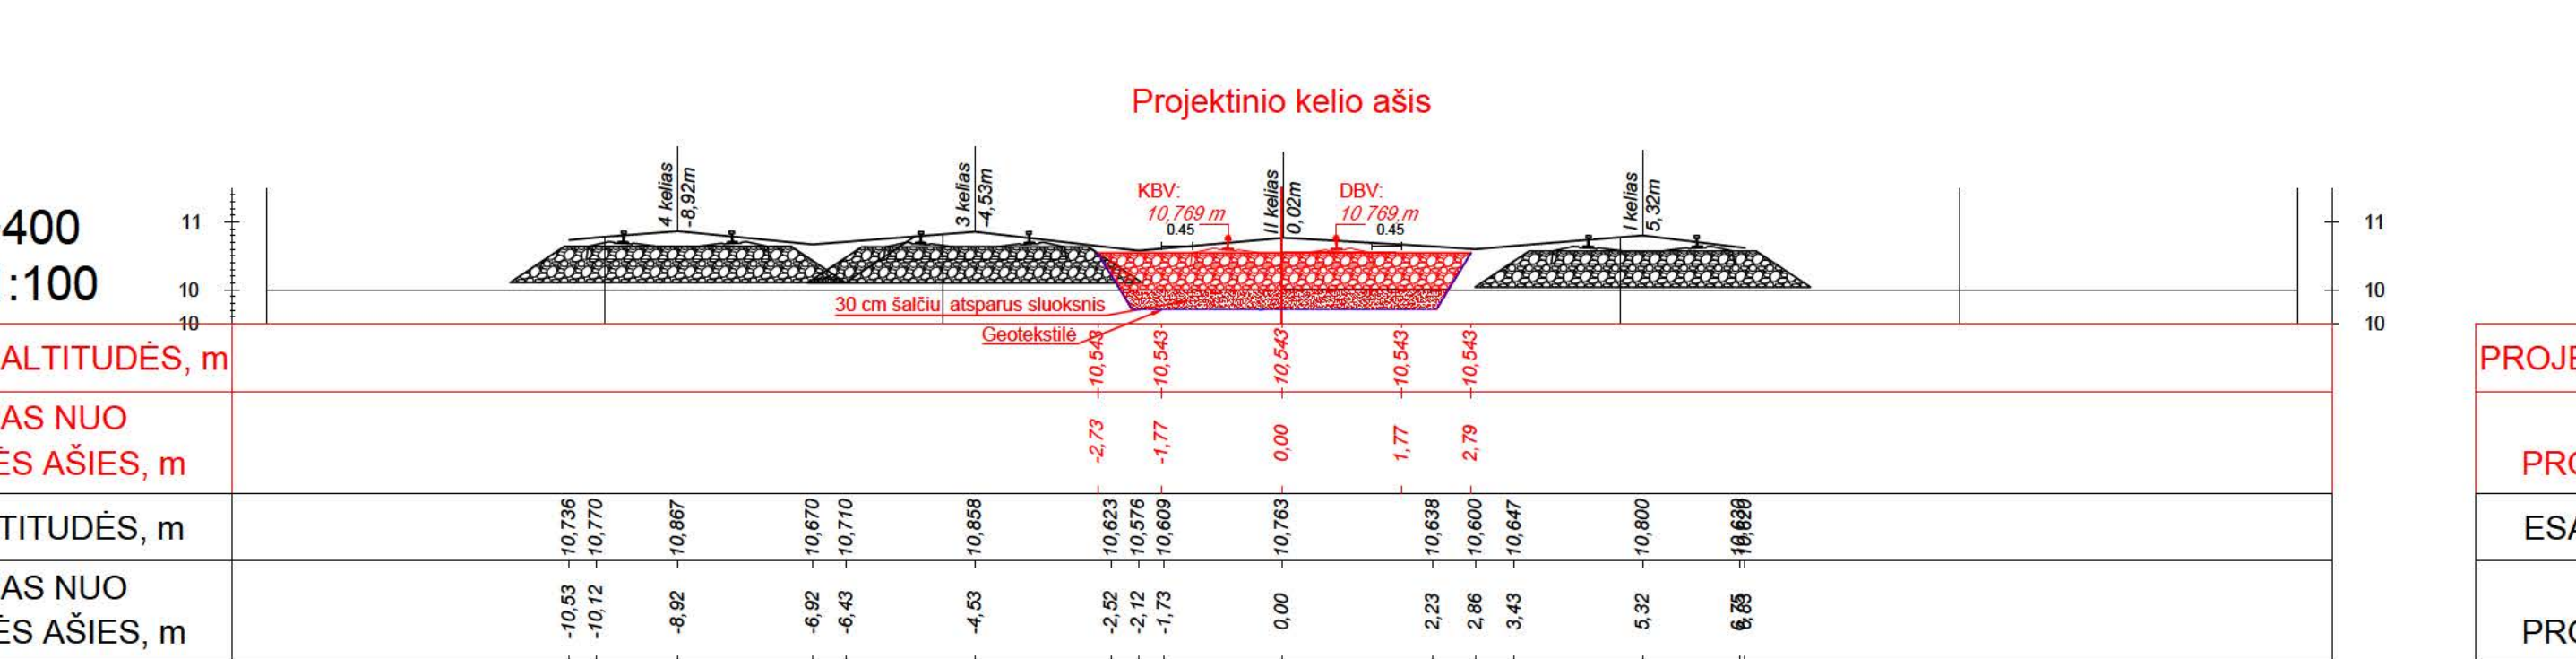 Projektinio kelio ašis
4 kelias
-8,92m
3 kelias
-4,53m
KBV:
10,769 m
0.45
II kelias
0,02m
DBV:
10 769,m
0.45
I kelias
5,32m
400
:100
11
10
10
11
10
10
30 cm šalčiu atsparus sluoksnis
Geotekstilė
ALTITUDĖS, m
10,543 10,543 10,543 10,543 10,543
PROJE
AS NUO
ĖS AŠIES, m
-2,73 -1,77 0,00 1,77 2,79
PRO
TITUDĖS, m
10,736 10,770 10,867 10,670 10,710 10,858 10,623 10,576 10,609 10,763 10,638 10,600 10,647 10,800
ESA
AS NUO
ĖS AŠIES, m
-10,53 -10,12 -8,92 -6,92 -6,43 -4,53 -2,52 -2,12 -1,73 0,00 2,23 2,86 3,43 5,32
PRO